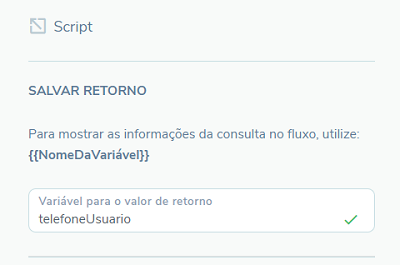 Script
SALVAR RETORNO
Para mostrar as informações da consulta no fluxo, utilize:
{{NomeDaVariável}}
Variável para o valor de retorno
telefoneUsuario